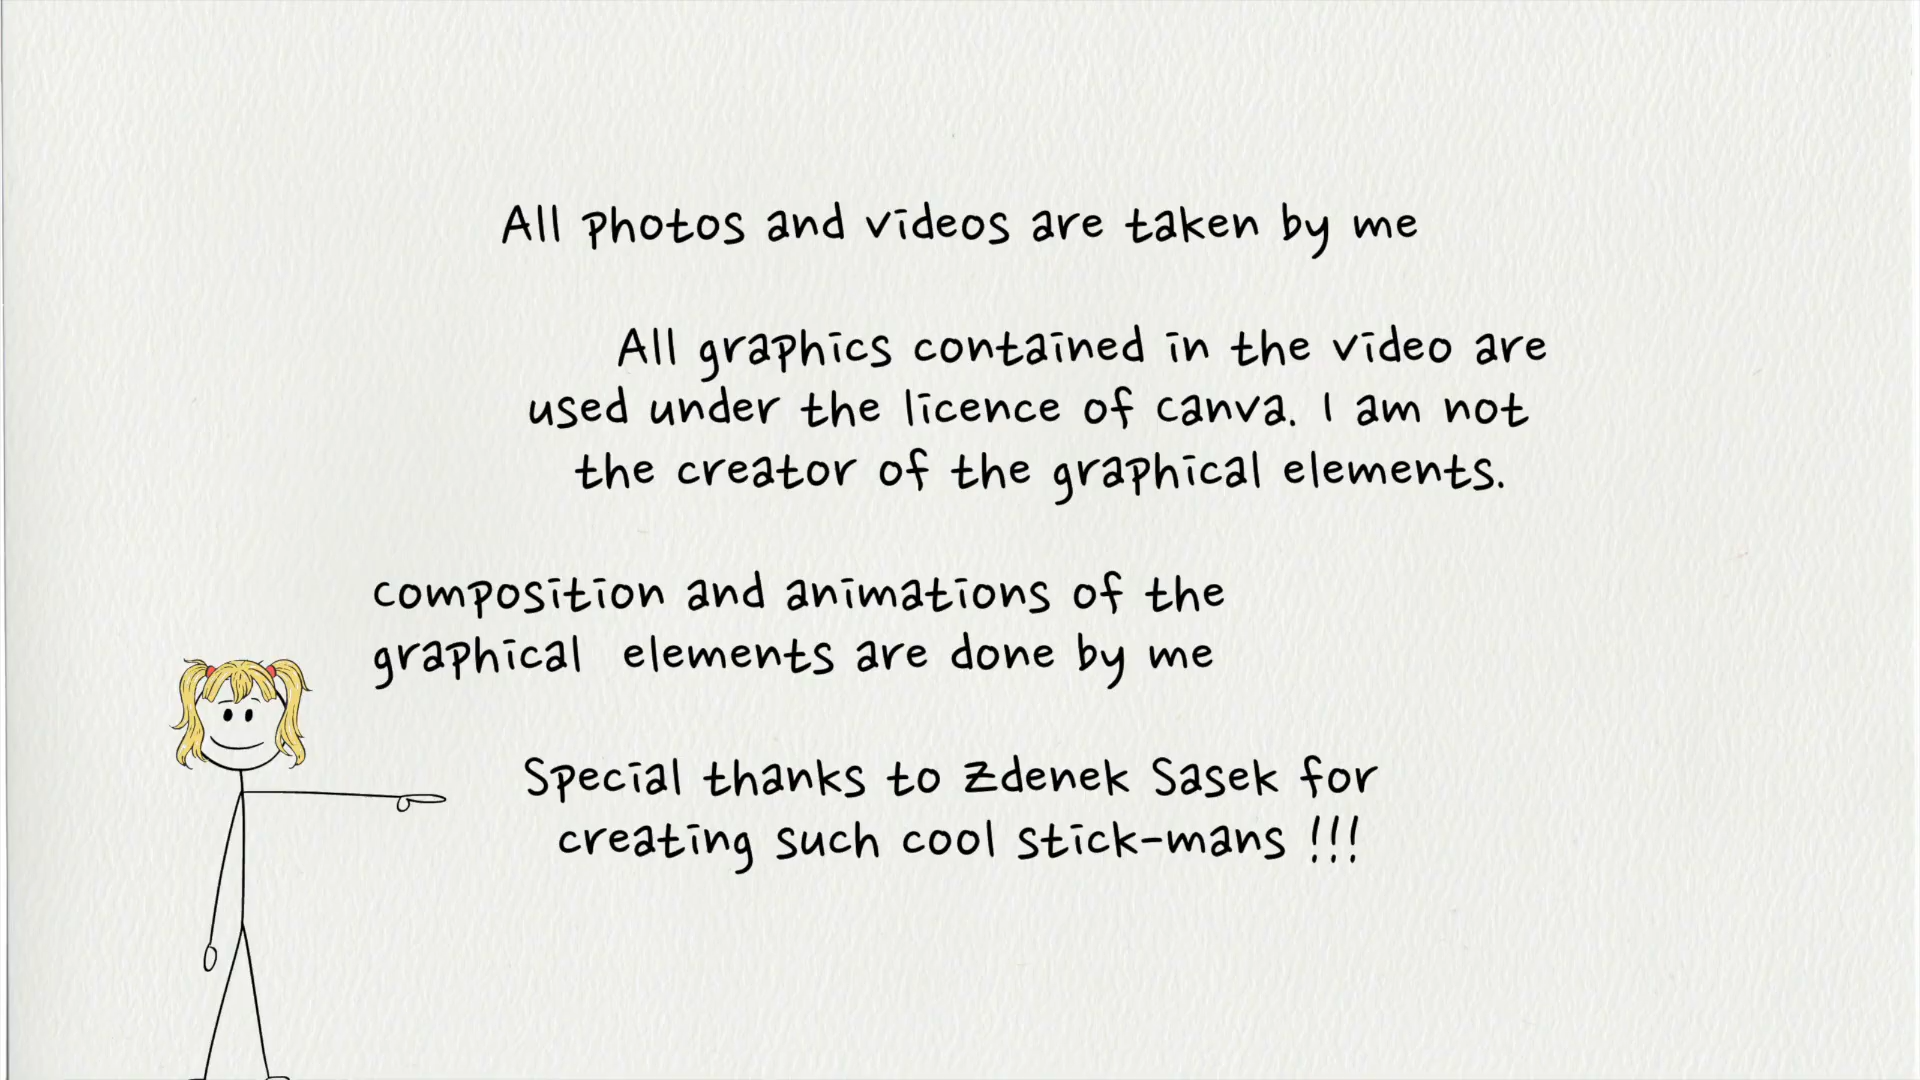 All photos and videos are taken by me
All graphics contained in the video are
used under the licence of canva. I am not
the creator of the graphical elements.
composition and animations of the
graphical elements are done by me
Special thanks to Zdenek Sasek for
creating such cool stick-mans !!!